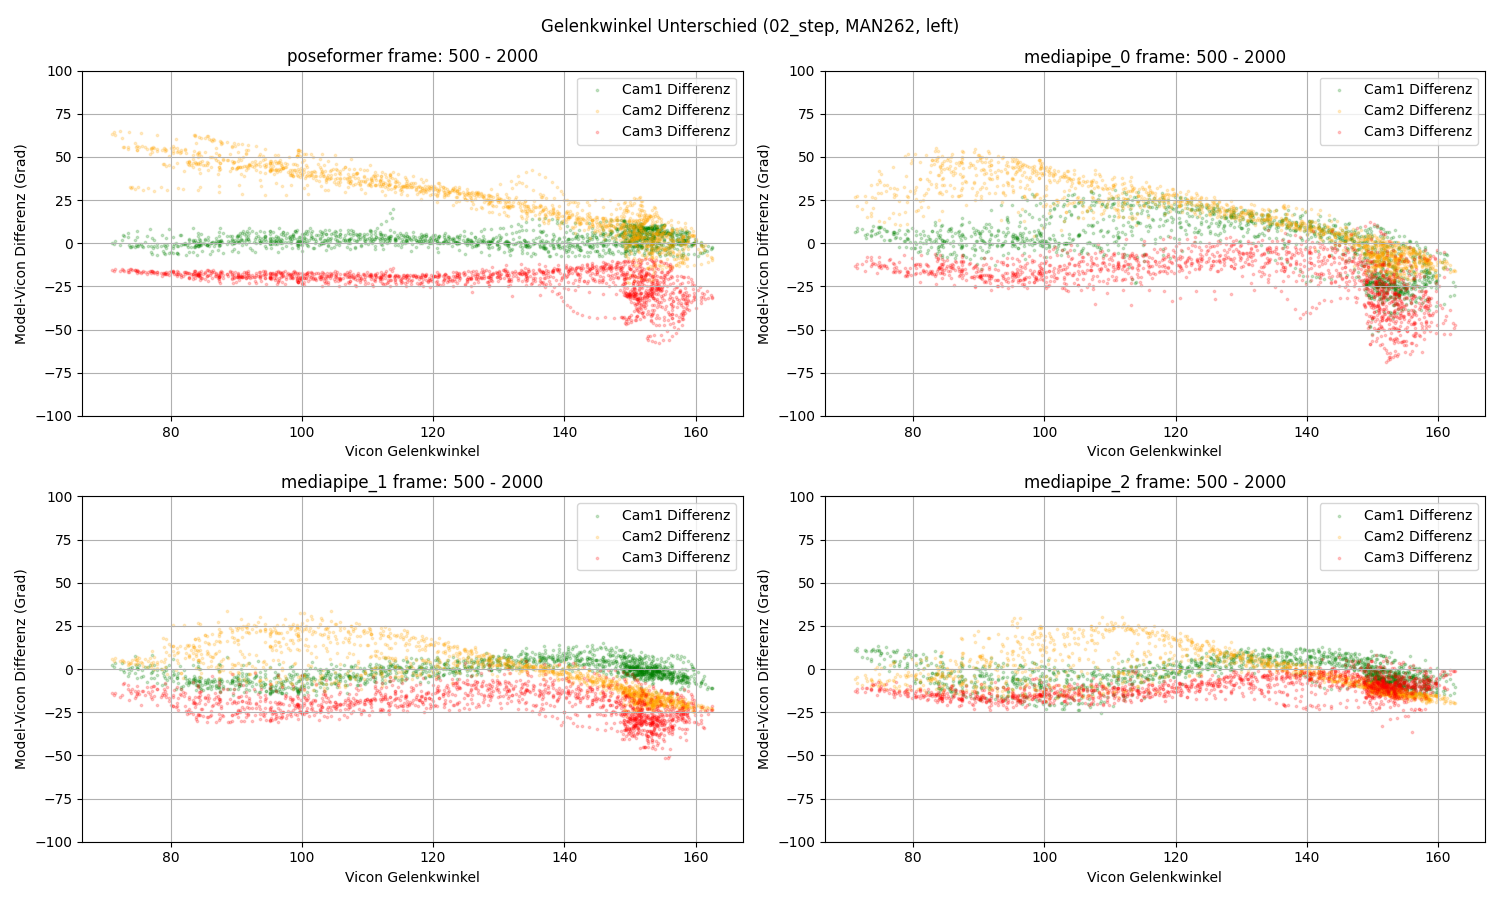 Gelenkwinkel Unterschied (02_step, MAN262, left)
poseformer frame: 500 - 2000
100
75
50
25
0
−25
−50
−75
−100
Model-Vicon Differenz (Grad)
Cam1 Differenz
Cam2 Differenz
Cam3 Differenz
80 100 120 140 160
Vicon Gelenkwinkel
mediapipe_0 frame: 500 - 2000
100
75
50
25
0
−25
−50
−75
−100
Model-Vicon Differenz (Grad)
Cam1 Differenz
Cam2 Differenz
Cam3 Differenz
80 100 120 140 160
Vicon Gelenkwinkel
mediapipe_1 frame: 500 - 2000
100
75
50
25
0
−25
−50
−75
−100
Model-Vicon Differenz (Grad)
Cam1 Differenz
Cam2 Differenz
Cam3 Differenz
80 100 120 140 160
Vicon Gelenkwinkel
mediapipe_2 frame: 500 - 2000
100
75
50
25
0
−25
−50
−75
−100
Model-Vicon Differenz (Grad)
Cam1 Differenz
Cam2 Differenz
Cam3 Differenz
80 100 120 140 160
Vicon Gelenkwinkel